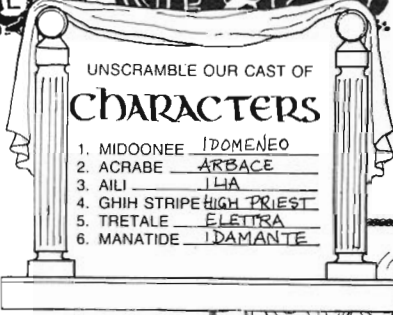 UNSCRAMBLE OUR CAST OF
CHARACTERS
1. MIDOONEE IDOMENEO
2. ACRABE ARBACE
3. AILI ILIA
4. GHIH STRIPE HIGH PRIEST
5. TRETALE ELETTRA
6. MANATIDE IDAMANTE